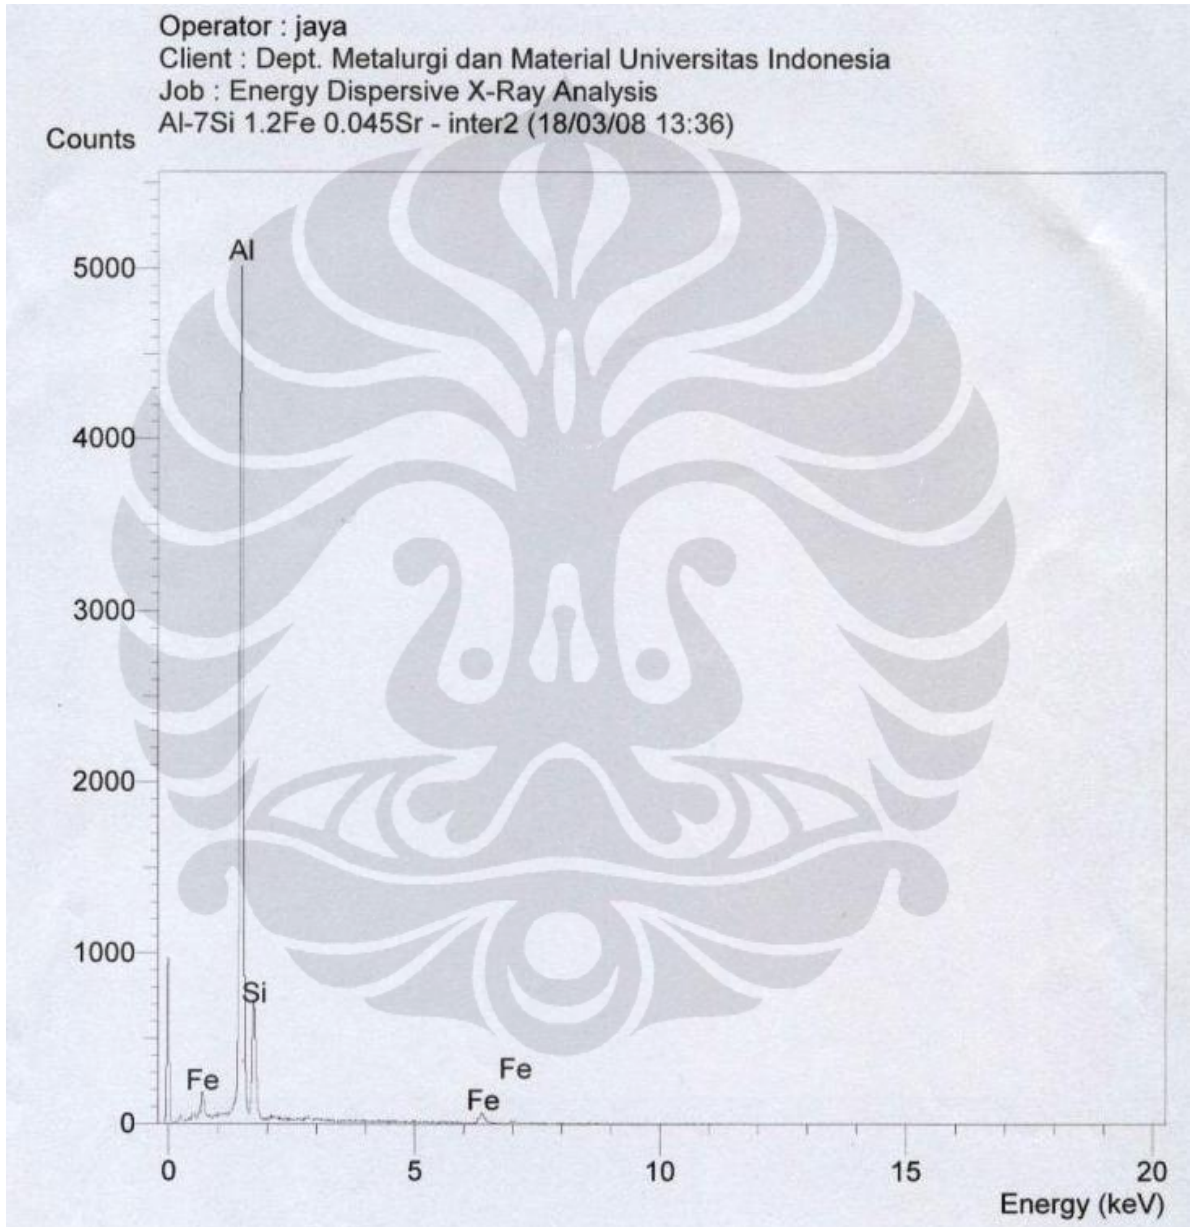 Operator : jaya
Client : Dept. Metalurgi dan Material Universitas Indonesia
Job : Energy Dispersive X-Ray Analysis
Al-7Si 1.2Fe 0.045Sr - inter2 (18/03/08 13:36)
Counts
5000
4000
3000
2000
1000
0
Al
Si
Fe
Fe
Fe
0
5
10
15
20
Energy (keV)